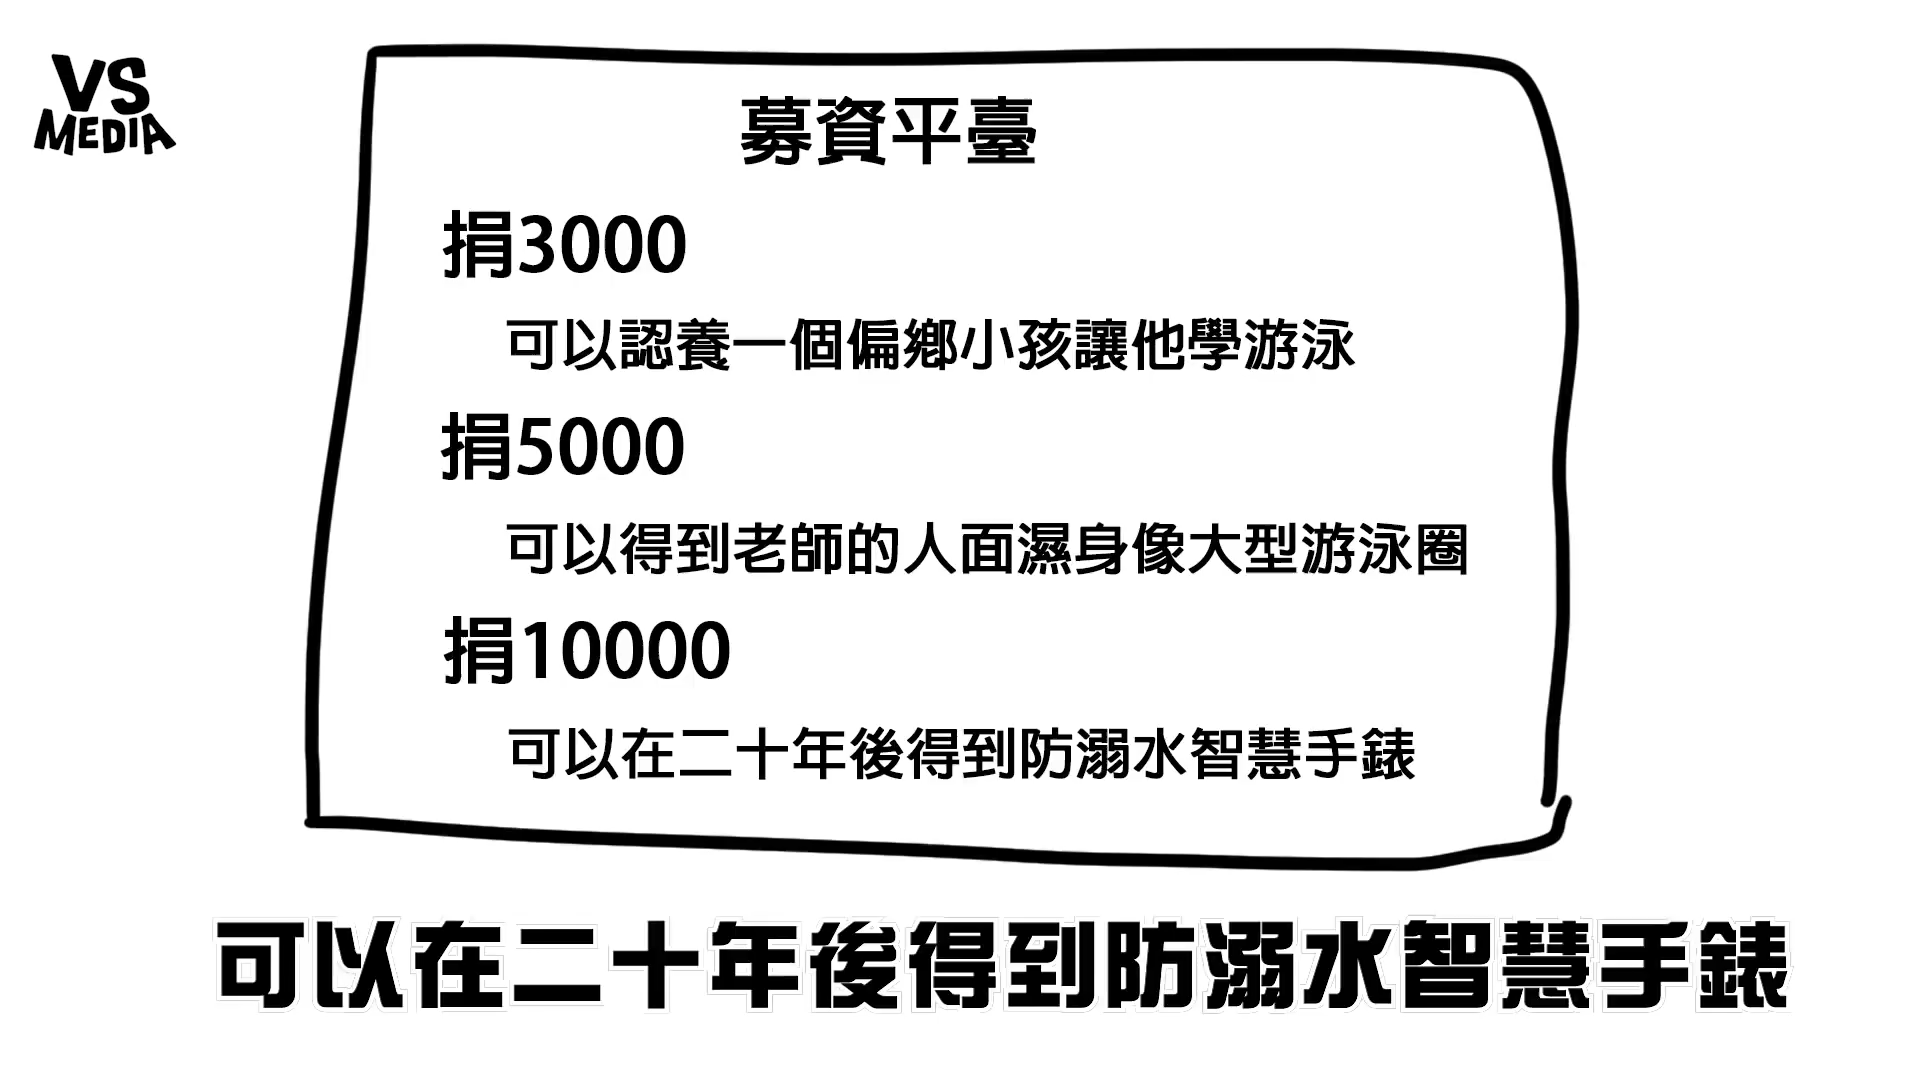 VS
MEDIA
募資平臺
捐3000
可以認養一個偏鄉小孩讓他學游泳
捐5000
可以得到老師的人面濕身像大型游泳圈
捐10000
可以在二十年後得到防溺水智慧手錶
可以在二十年後得到防溺水智慧手錶